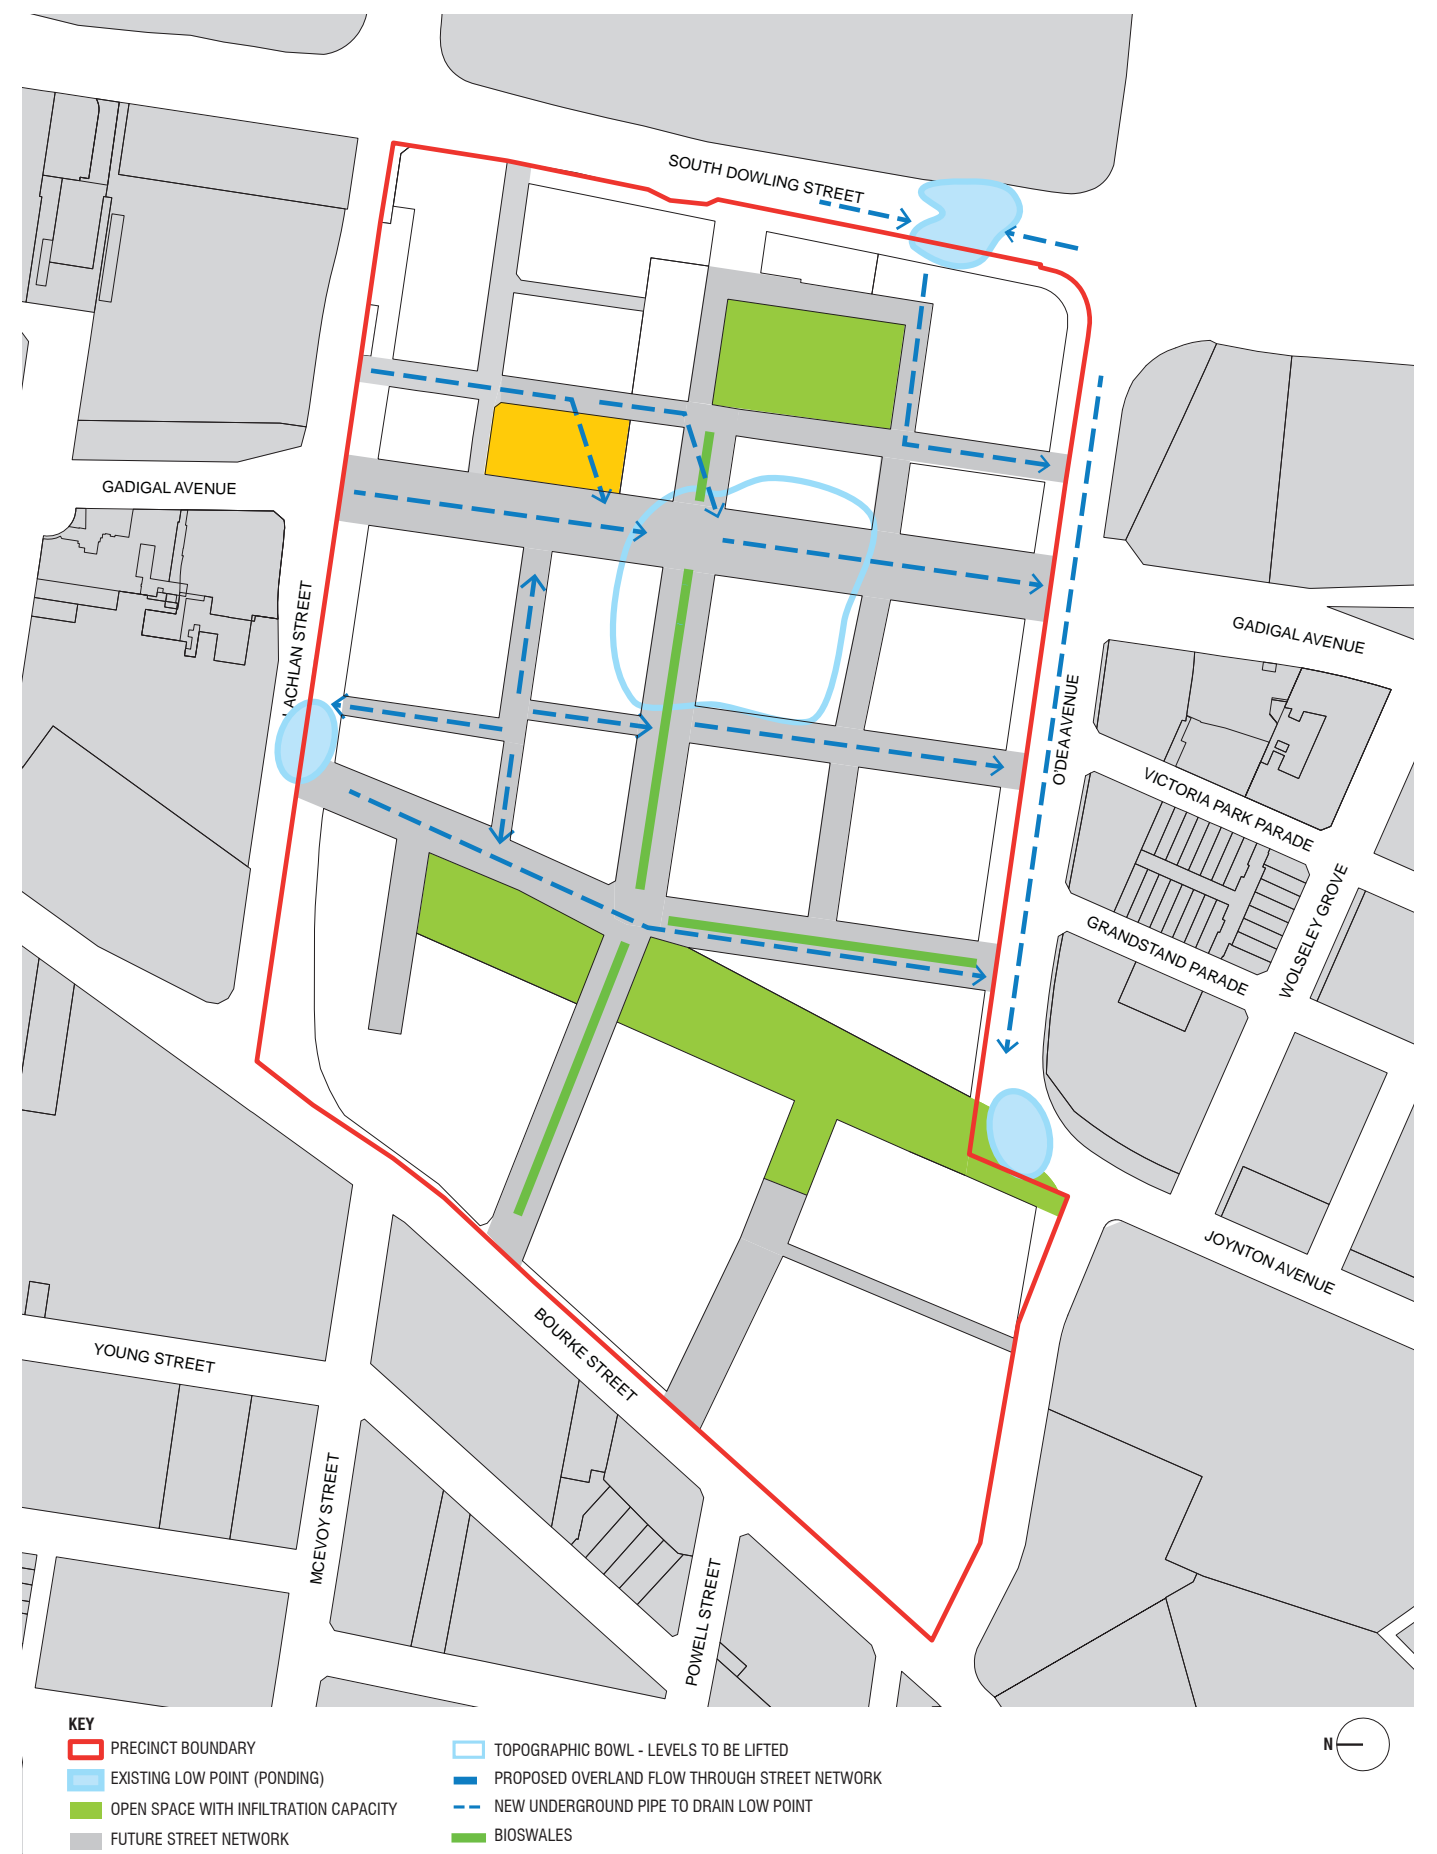 SOUTH DOWLING STREET
GADIGAL AVENUE
LACHLAN STREET
GADIGAL AVENUE
O'DEA AVENUE
VICTORIA PARK PARADE
WOLSELEY GROVE
GRANDSTAND PARADE
JOYNTON AVENUE
BOURKE STREET
YOUNG STREET
MCEVOY STREET
POWELL STREET
KEY
PRECINCT BOUNDARY
EXISTING LOW POINT (PONDING)
OPEN SPACE WITH INFILTRATION CAPACITY
FUTURE STREET NETWORK
TOPOGRAPHIC BOWL - LEVELS TO BE LIFTED
PROPOSED OVERLAND FLOW THROUGH STREET NETWORK
NEW UNDERGROUND PIPE TO DRAIN LOW POINT
BIOSWALES
N